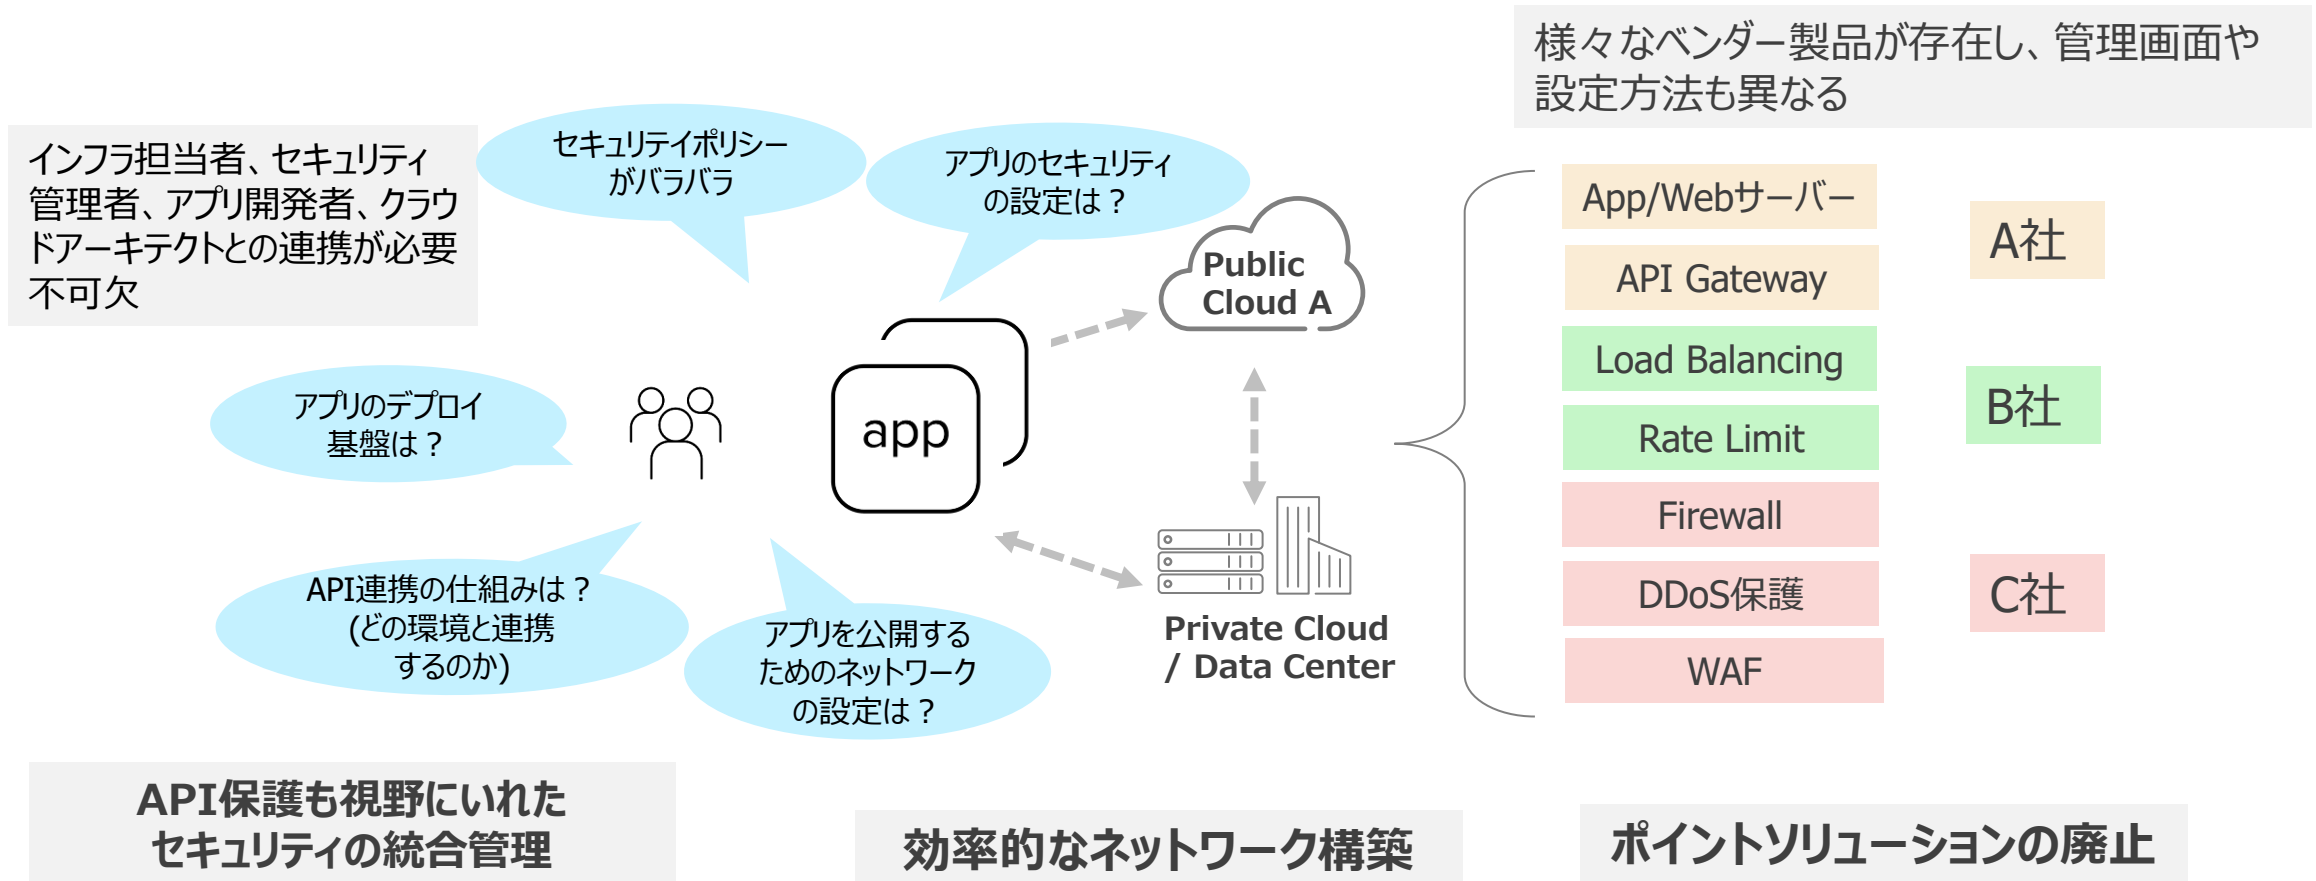 様々なベンダー製品が存在し、管理画面や
設定方法も異なる
インフラ担当者、セキュリティ
管理者、アプリ開発者、クラウ
ドアーキテクトとの連携が必要
不可欠
セキュリテイポリシー
がバラバラ
アプリのセキュリティ
の設定は？
アプリのデプロイ
基盤は？
API連携の仕組みは？
(どの環境と連携
するのか)
アプリを公開する
ためのネットワーク
の設定は？
app
Public
Cloud A
Private Cloud
/ Data Center
App/Webサーバー
API Gateway
Load Balancing
Rate Limit
Firewall
DDoS保護
WAF
A社
B社
C社
API保護も視野にいれた
セキュリティの統合管理
効率的なネットワーク構築
ポイントソリューションの廃止